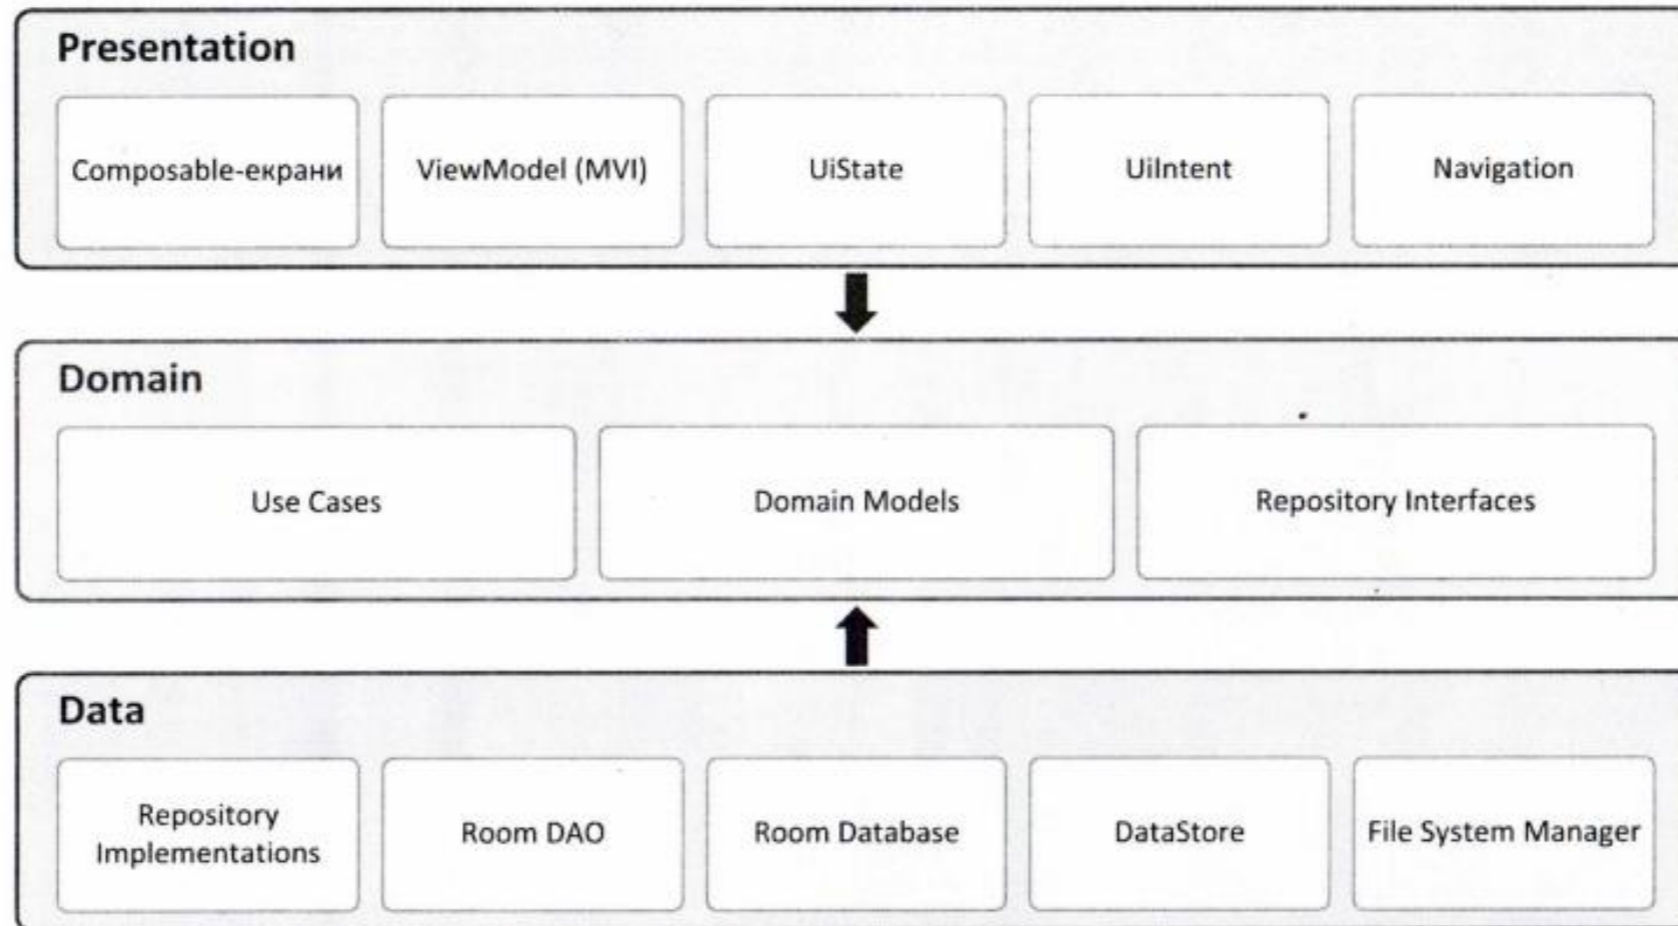 Presentation
Composable-екрани
ViewModel (MVI)
UiState
UiIntent
Navigation
Domain
Use Cases
Domain Models
Repository Interfaces
Data
Repository
Implementations
Room DAO
Room Database
DataStore
File System Manager